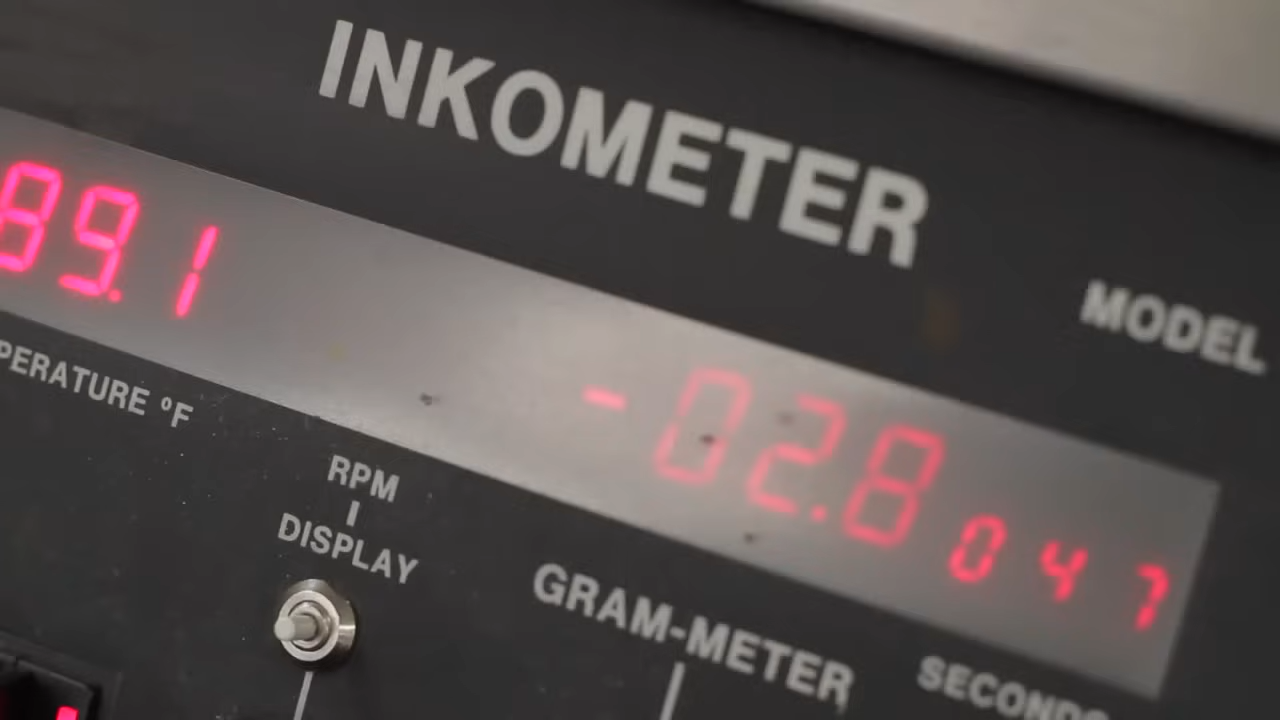 INKOMETER
MODEL
89.1
-02.8 047
PERATURE °F
RPM
DISPLAY
GRAM-METER
SECONDS